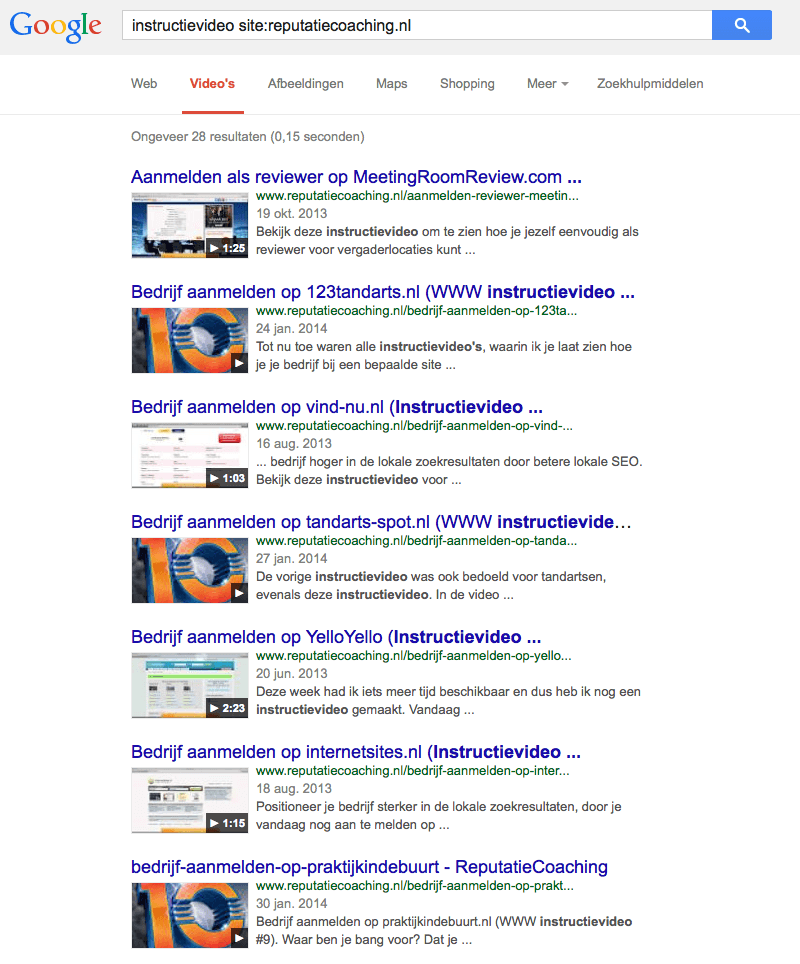 Google
instructievideo site:reputatiecoaching.nl
Web Video's Afbeeldingen Maps Shopping Meer Zoekhulpmiddelen
Ongeveer 28 resultaten (0,15 seconden)
Aanmelden als reviewer op MeetingRoomReview.com ...
www.reputatiecoaching.nl/aanmelden-reviewer-meetin...
19 okt. 2013
Bekijk deze instructievideo om te zien hoe je jezelf eenvoudig als
1:25
reviewer voor vergaderlocaties kunt ...
Bedrijf aanmelden op 123tandarts.nl (WWW instructievideo ...
www.reputatiecoaching.nl/bedrijf-aanmelden-op-123ta...
24 jan. 2014
Tot nu toe waren alle instructievideo's, waarin ik je laat zien hoe
je je bedrijf bij een bepaalde site ...
Bedrijf aanmelden op vind-nu.nl (Instructievideo ...
www.reputatiecoaching.nl/bedrijf-aanmelden-op-vind-...
16 aug. 2013
... bedrijf hoger in de lokale zoekresultaten door betere lokale SEO.
1:03
Bekijk deze instructievideo voor ...
Bedrijf aanmelden op tandarts-spot.nl (WWW instructievide...
www.reputatiecoaching.nl/bedrijf-aanmelden-op-tanda...
27 jan. 2014
De vorige instructievideo was ook bedoeld voor tandartsen,
evenals deze instructievideo. In de video ...
Bedrijf aanmelden op YelloYello (Instructievideo ...
www.reputatiecoaching.nl/bedrijf-aanmelden-op-yello...
20 jun. 2013
Deze week had ik iets meer tijd beschikbaar en dus heb ik nog een
2:23
instructievideo gemaakt. Vandaag ...
Bedrijf aanmelden op internetsites.nl (Instructievideo ...
www.reputatiecoaching.nl/bedrijf-aanmelden-op-inter...
18 aug. 2013
Positioneer je bedrijf sterker in de lokale zoekresultaten, door je
1:15
vandaag nog aan te melden op ...
bedrijf-aanmelden-op-praktijkindebuurt - ReputatieCoaching
www.reputatiecoaching.nl/bedrijf-aanmelden-op-prakt...
30 jan. 2014
Bedrijf aanmelden op praktijkindebuurt.nl (WWW instructievideo
#9). Waar ben je bang voor? Dat je ...